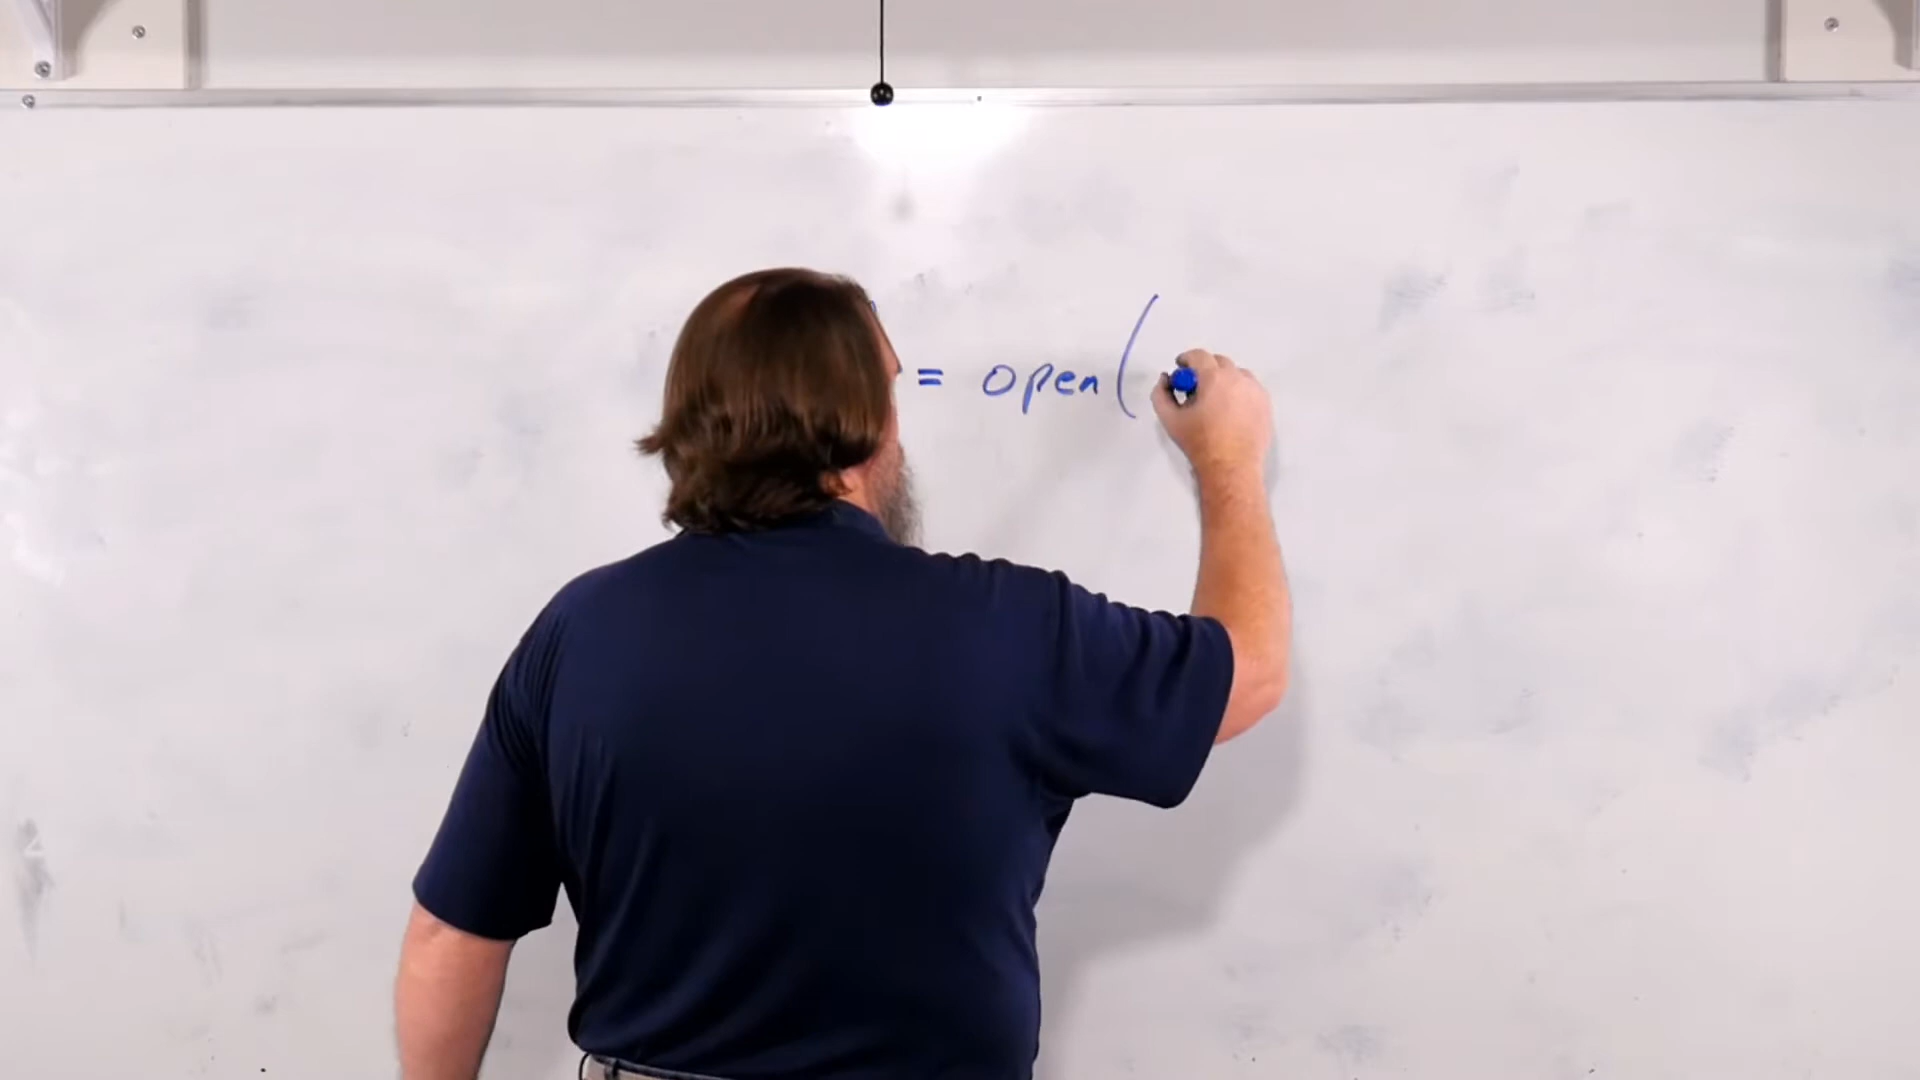 = open(